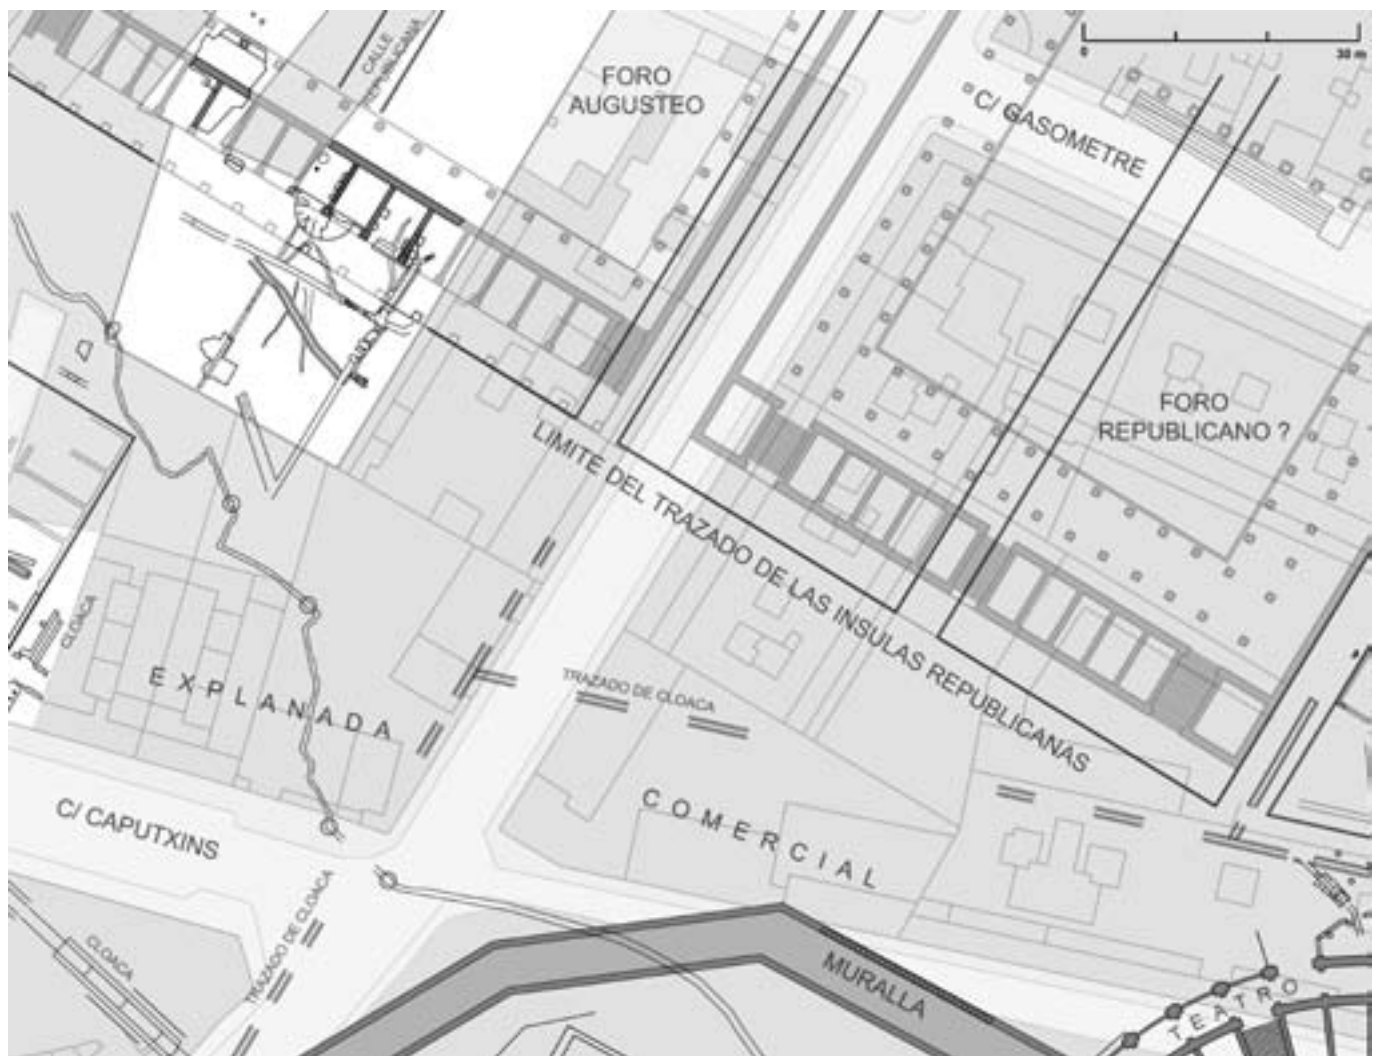 CALLE
REPUBLICANA
FORO
AUGUSTEO
0
30 m
C/ GASOMETRE
FORO
REPUBLICANO ?
LIMITE DEL TRAZADO DE LAS INSULAS REPUBLICANAS
CLOACA
EXPLANADA
TRAZADO DE CLOACA
COMERCIAL
C/ CAPUTXINS
TRAZADO DE CLOACA
CLOACA
MURALLA
TEATRO